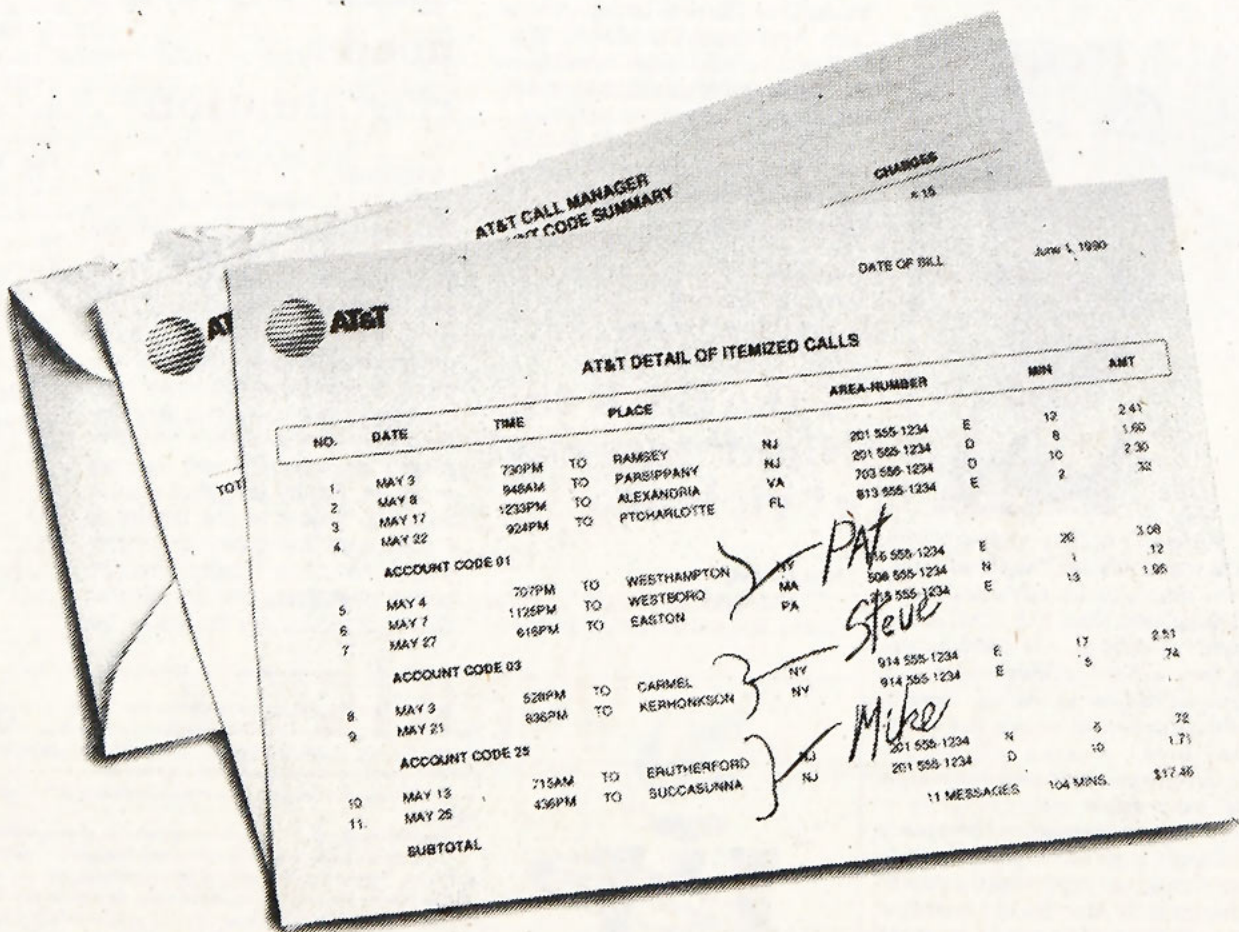 AT&T CALL MANAGER
CODE SUMMARY
CHARGES
DATE OF BILL June 1, 1990
AT&T
AT&T DETAIL OF ITEMIZED CALLS
NO. DATE TIME PLACE AREA-NUMBER MIN AMT
1. MAY 3 730PM TO RAMSEY NJ 201 555-1234 E 12 2.41
2. MAY 8 946AM TO PARSIPPANY NJ 201 555-1234 D 8 1.60
3 MAY 17 1233PM TO ALEXANDRIA VA 703 555-1234 D 10 2.30
4. MAY 22 924PM TO PTCHARLOTTE FL 813 555-1234 E 2
ACCOUNT CODE 01
PAT
5. MAY 4 707PM TO WESTHAMPTON NY 555-1234 E 20 3.08
6. MAY 7 1125PM TO WESTBORO MA 508 555-1234 N 1 .12
7. MAY 27 616PM TO EASTON PA 555-1234 E 13 1.95
ACCOUNT CODE 03
Steve
8. MAY 3 528PM TO CARMEL NY 914 555-1234 E 17 2.51
9. MAY 21 836PM TO KERHONKSON NY 914 555-1234 E 5 .74
ACCOUNT CODE 25
Mike
10. MAY 13 715AM TO ERUTHERFORD NJ 201 555-1234 N 6 .72
11. MAY 25 436PM TO SUCCASUNNA NJ 201 555-1234 D 10 1.71
SUBTOTAL 11 MESSAGES 104 MINS. $17.46